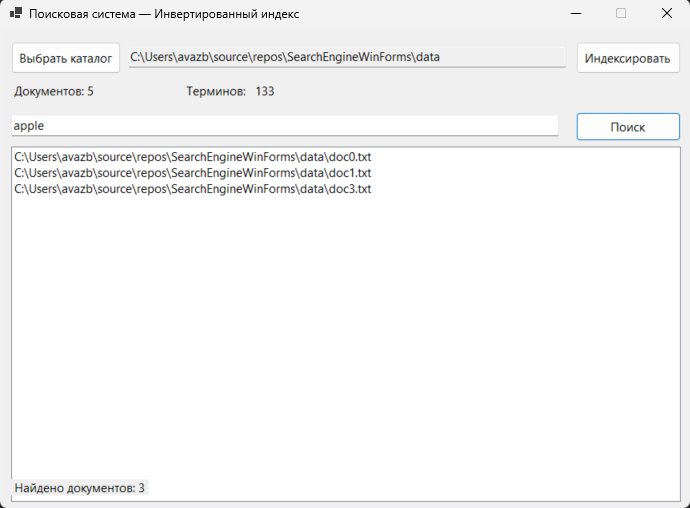 Поисковая система — Инвертированный индекс
Выбрать каталог C:\Users\avazb\source\repos\SearchEngineWinForms\data Индексировать
Документов: 5 Терминов: 133
apple Поиск
C:\Users\avazb\source\repos\SearchEngineWinForms\data\doc0.txt
C:\Users\avazb\source\repos\SearchEngineWinForms\data\doc1.txt
C:\Users\avazb\source\repos\SearchEngineWinForms\data\doc3.txt
Найдено документов: 3